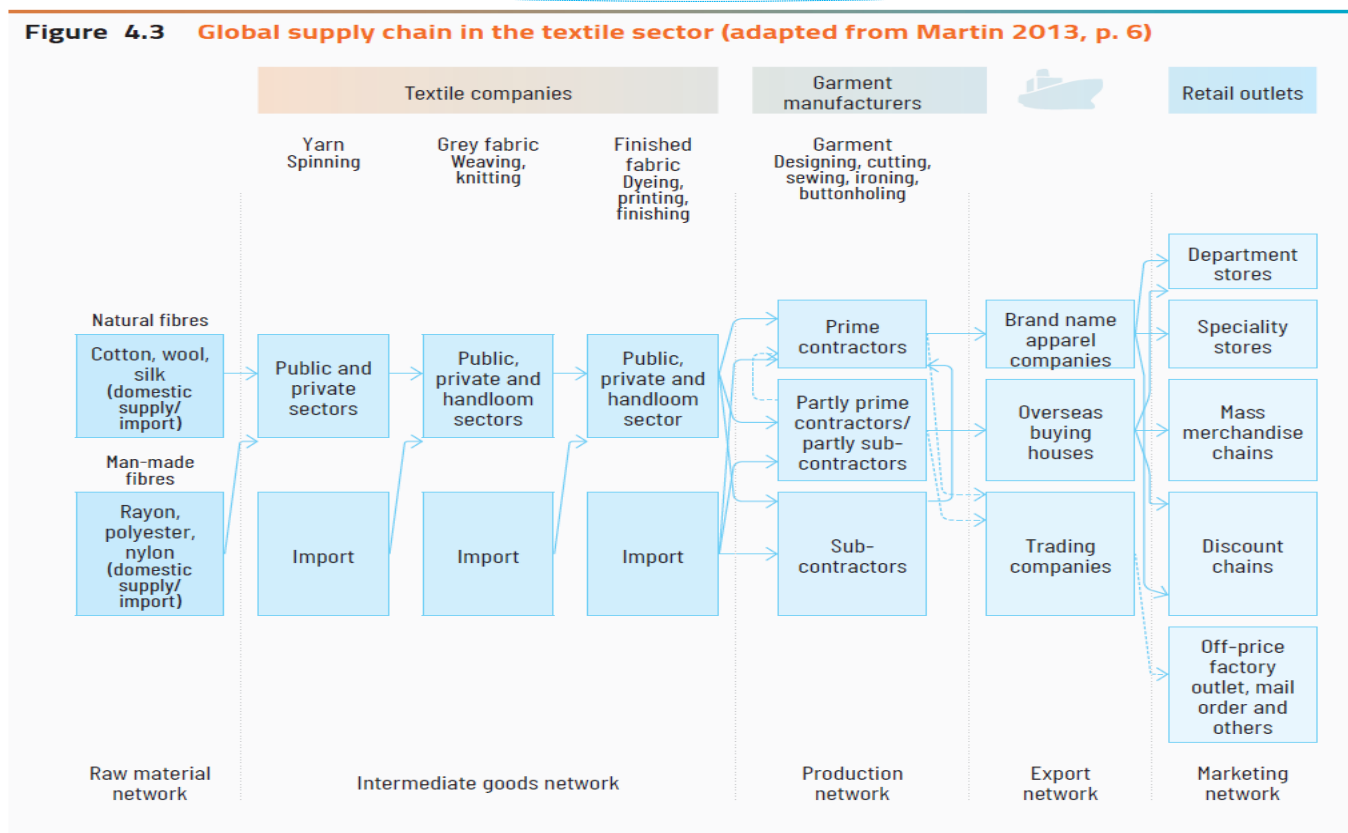 Figure 4.3 Global supply chain in the textile sector (adapted from Martin 2013, p. 6)
Textile companies
Garment
manufacturers
Retail outlets
Yarn
Spinning
Grey fabric
Weaving,
knitting
Finished
fabric
Dyeing,
printing,
finishing
Garment
Designing, cutting,
sewing, ironing,
buttonholing
Natural fibres
Cotton, wool,
silk
(domestic
supply/
import)
Man-made
fibres
Rayon,
polyester,
nylon
(domestic
supply/
import)
Public and
private
sectors
Import
Public,
private and
handloom
sectors
Import
Public,
private and
handloom
sector
Import
Prime
contractors
Partly prime
contractors/
partly sub-
contractors
Sub-
contractors
Brand name
apparel
companies
Overseas
buying
houses
Trading
companies
Department
stores
Speciality
stores
Mass
merchandise
chains
Discount
chains
Off-price
factory
outlet, mail
order and
others
Raw material
network
Intermediate goods network
Production
network
Export
network
Marketing
network